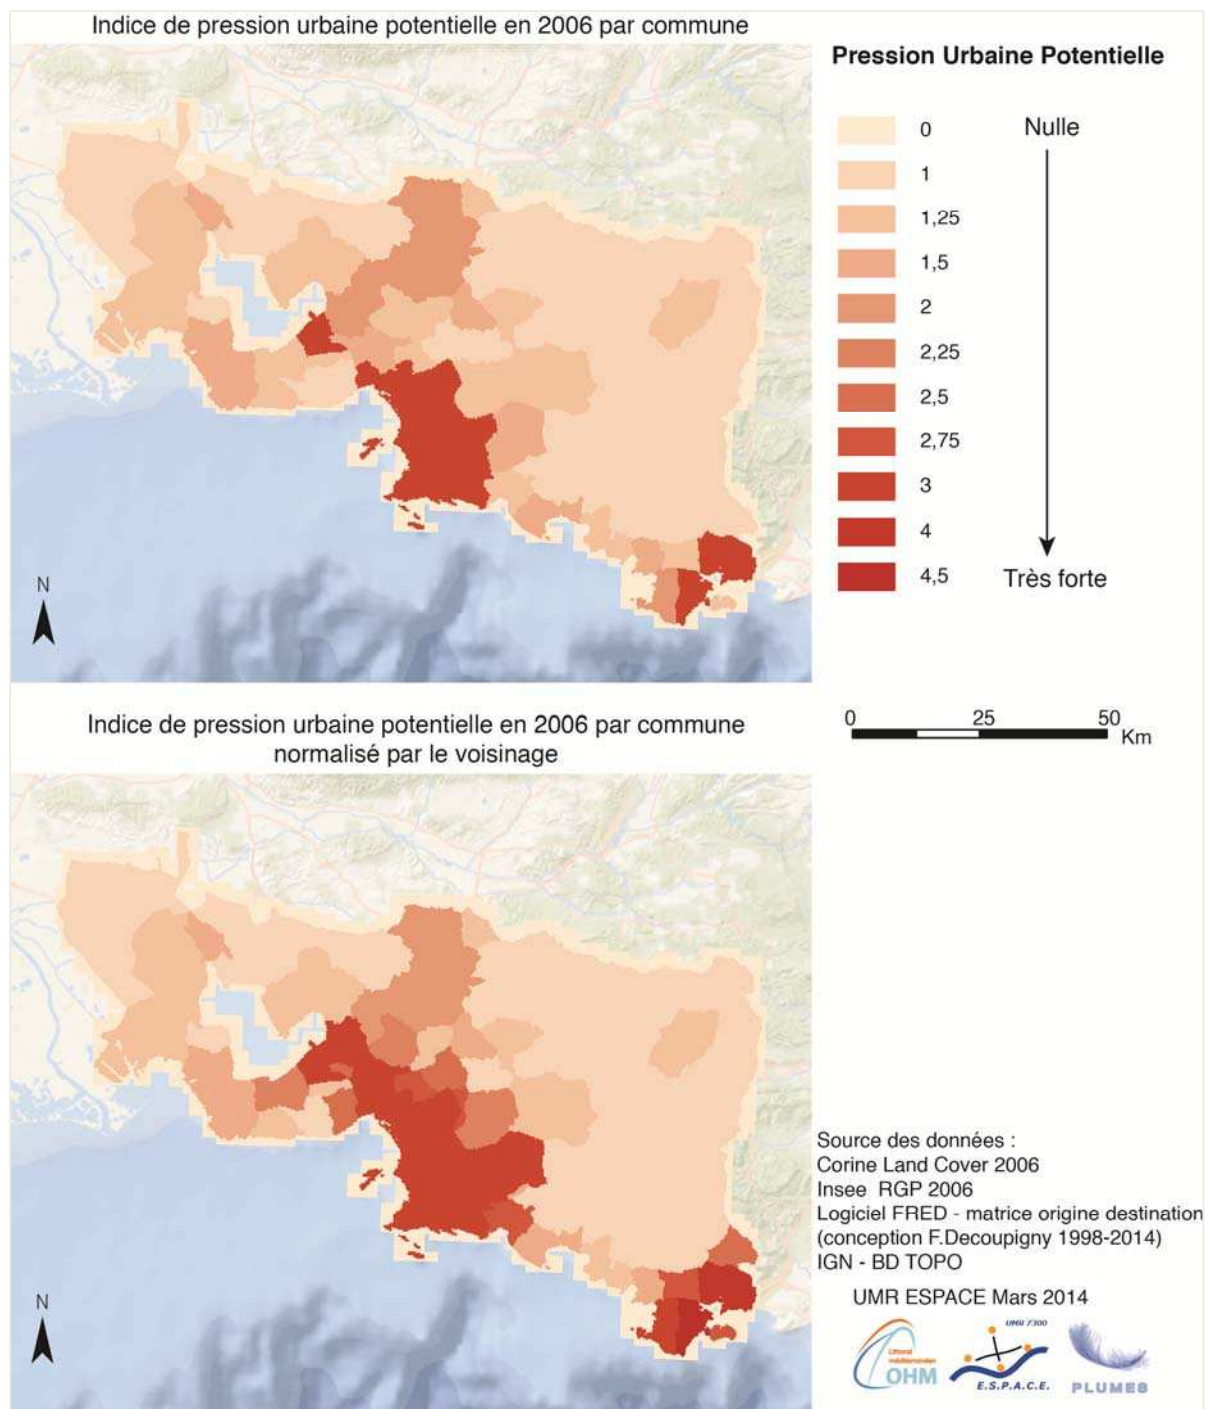 Indice de pression urbaine potentielle en 2006 par commune
Pression Urbaine Potentielle
0 Nulle
1
1,25
1,5
2
2,25
2,5
2,75
3
4
4,5 Très forte
N
0 25 50
Km
Indice de pression urbaine potentielle en 2006 par commune
normalisé par le voisinage
N
Source des données :
Corine Land Cover 2006
Insee RGP 2006
Logiciel FRED - matrice origine destination
(conception F.Decoupigny 1998-2014)
IGN - BD TOPO
UMR ESPACE Mars 2014
Littoral
méditerranéen
OHM
UMR 7300
E.S.P.A.C.E.
PLUMES